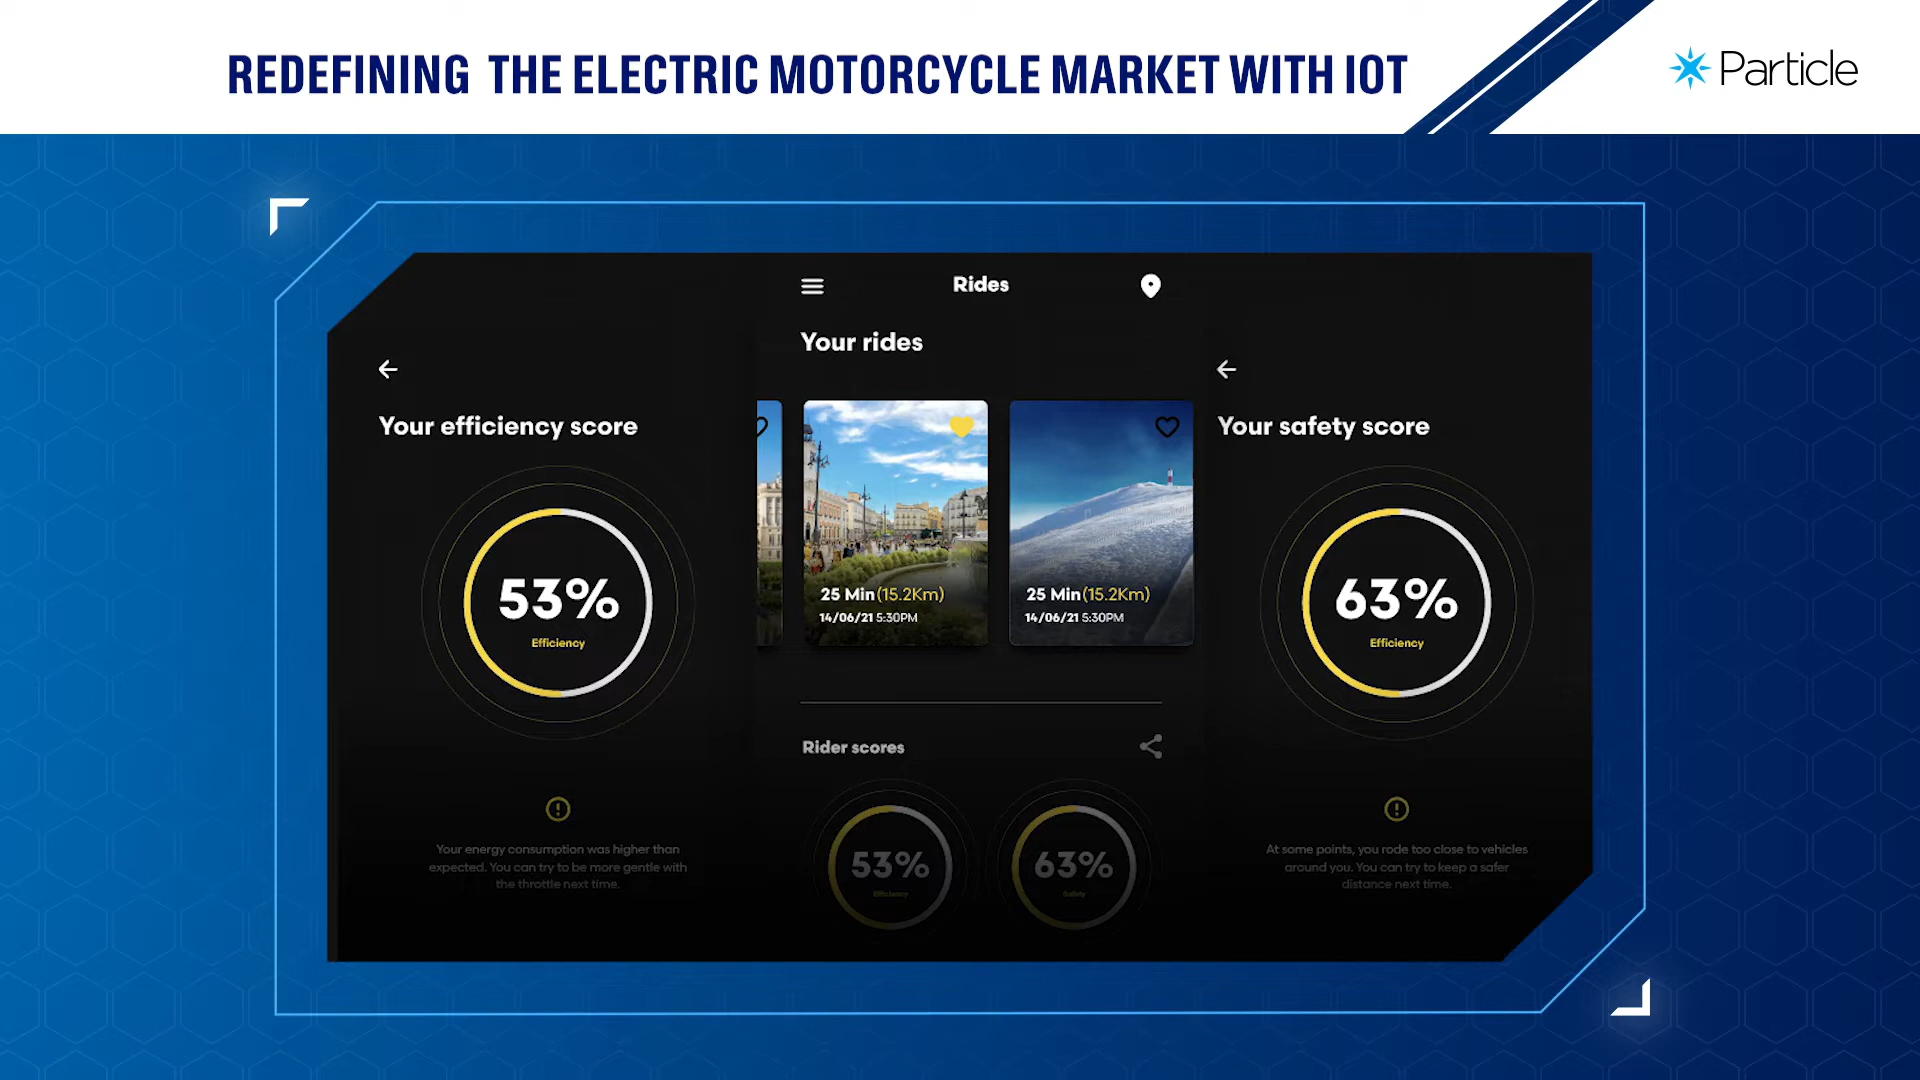 REDEFINING THE ELECTRIC MOTORCYCLE MARKET WITH IOT
Particle
Your efficiency score
53%
Efficiency
Your energy consumption was higher than
expected. You can try to be more gentle with
the throttle next time.
Rides
Your rides
25 Min(15.2Km)
14/06/21 5:30PM
25 Min(15.2Km)
14/06/21 5:30PM
Rider scores
53%
Efficiency
63%
Safety
Your safety score
63%
Efficiency
At some points, you rode too close to vehicles
around you. You can try to keep a safer
distance next time.